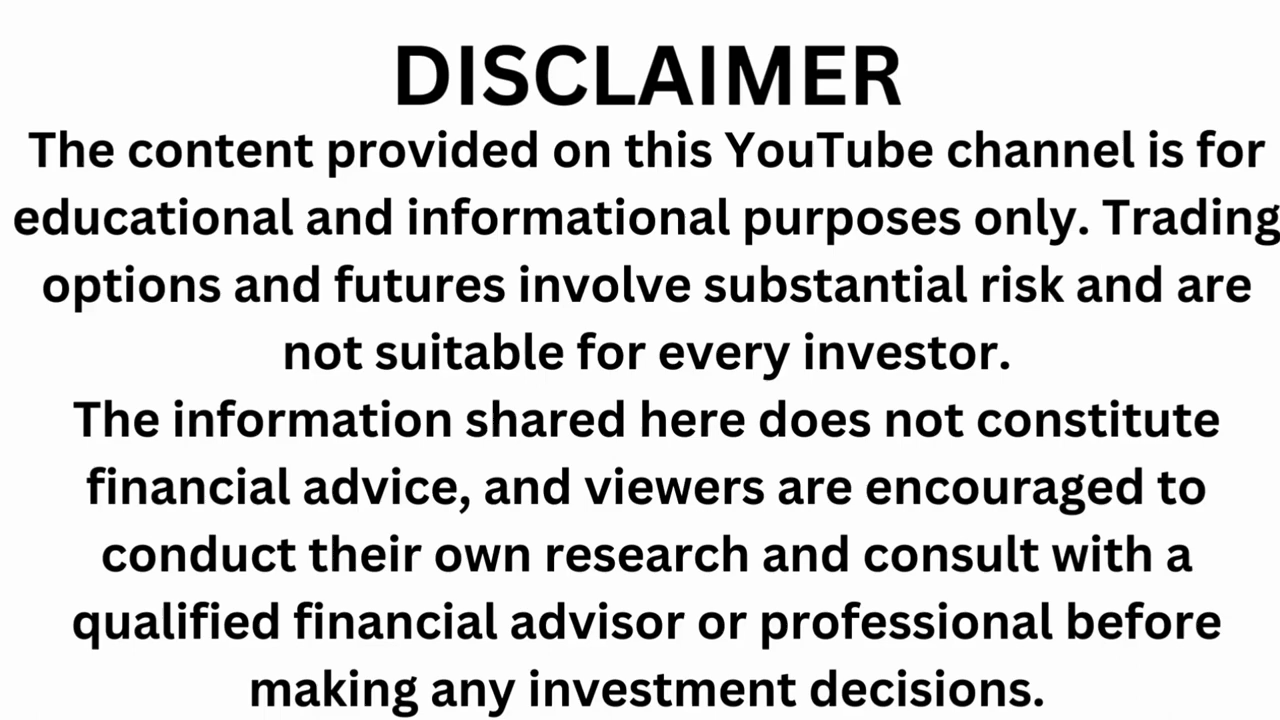 DISCLAIMER
The content provided on this YouTube channel is for
educational and informational purposes only. Trading
options and futures involve substantial risk and are
not suitable for every investor.
The information shared here does not constitute
financial advice, and viewers are encouraged to
conduct their own research and consult with a
qualified financial advisor or professional before
making any investment decisions.